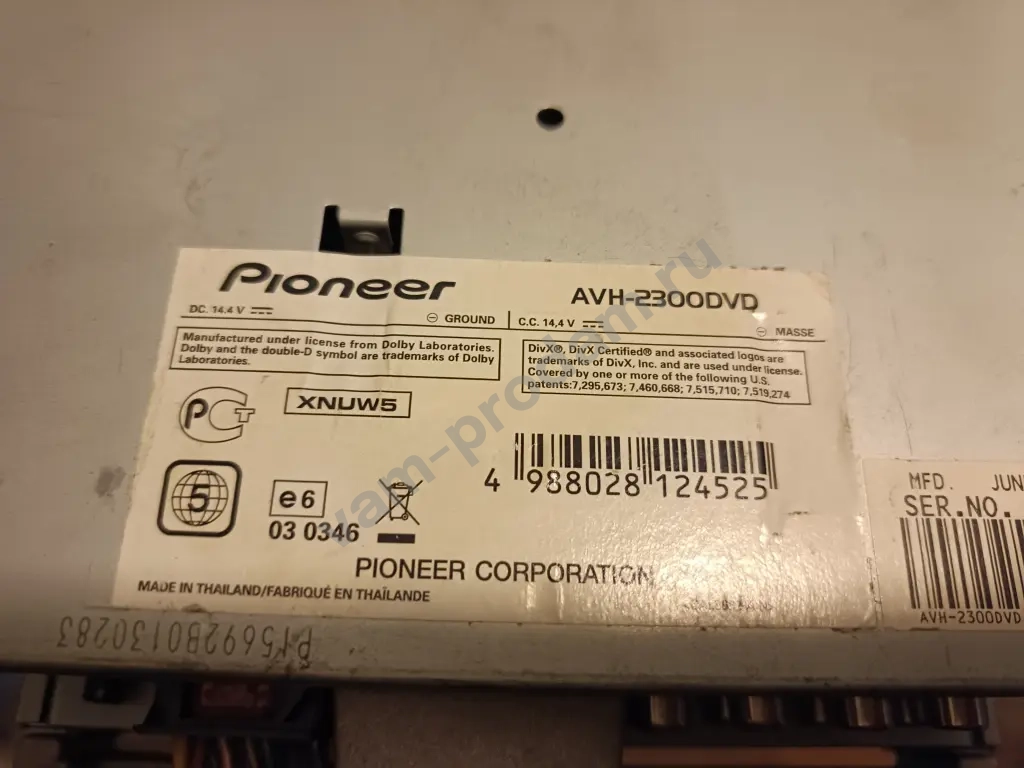 Pioneer
AVH-2300DVD
DC. 14.4 V
⊖ GROUND
C.C. 14,4 V
⊖ MASSE
Manufactured under license from Dolby Laboratories.
Dolby and the double-D symbol are trademarks of Dolby
Laboratories.
DivX®, DivX Certified® and associated logos are
trademarks of DivX, Inc. and are used under license.
Covered by one or more of the following U.S.
patents:7,295,673; 7,460,668; 7,515,710; 7,519,274
PCT
XNUW5
5
e6
03 0346
4 988028 124525
PIONEER CORPORATION
MADE IN THAILAND/FABRIQUÉ EN THAÏLANDE
MFD. JUN
SER.NO.
AVH-2300DVD
P15692B0130283
vam-prodam.ru